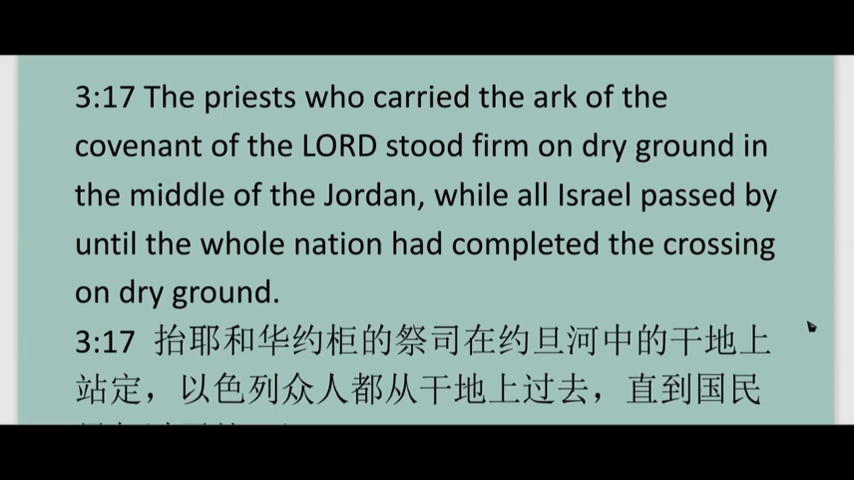 3:17 The priests who carried the ark of the
covenant of the LORD stood firm on dry ground in
the middle of the Jordan, while all Israel passed by
until the whole nation had completed the crossing
on dry ground.
3:17 抬耶和华约柜的祭司在约旦河中的干地上
站定，以色列众人都从干地上过去，直到国民